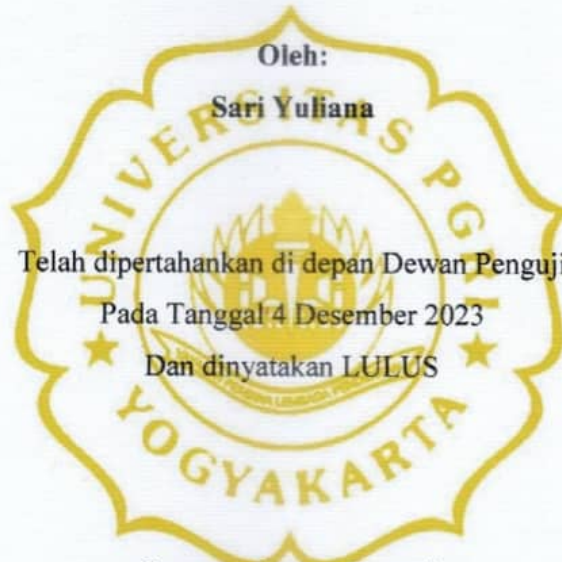 Oleh:
Sari Yuliana
UNIVERSITAS PGRI
Telah dipertahankan di depan Dewan Penguji
Pada Tanggal 4 Desember 2023
Dan dinyatakan LULUS
YOGYAKARTA